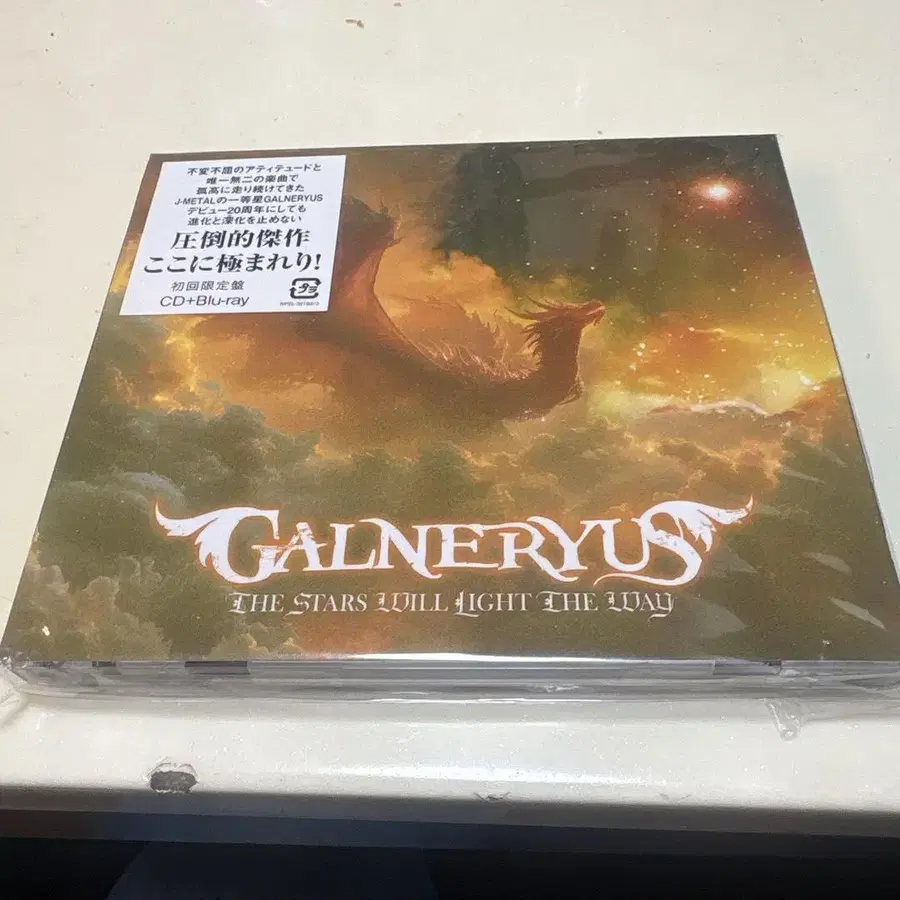 不変不屈のアティテュードと
唯一無二の楽曲で
孤高に走り続けてきた
J-METALの一等星GALNERYUS
デビュー20周年にしても
進化と深化を止めない
圧倒的傑作
ここに極まれり!
初回限定盤
CD+Blu-ray
GALNERYUS
THE STARS WILL LIGHT THE WAY